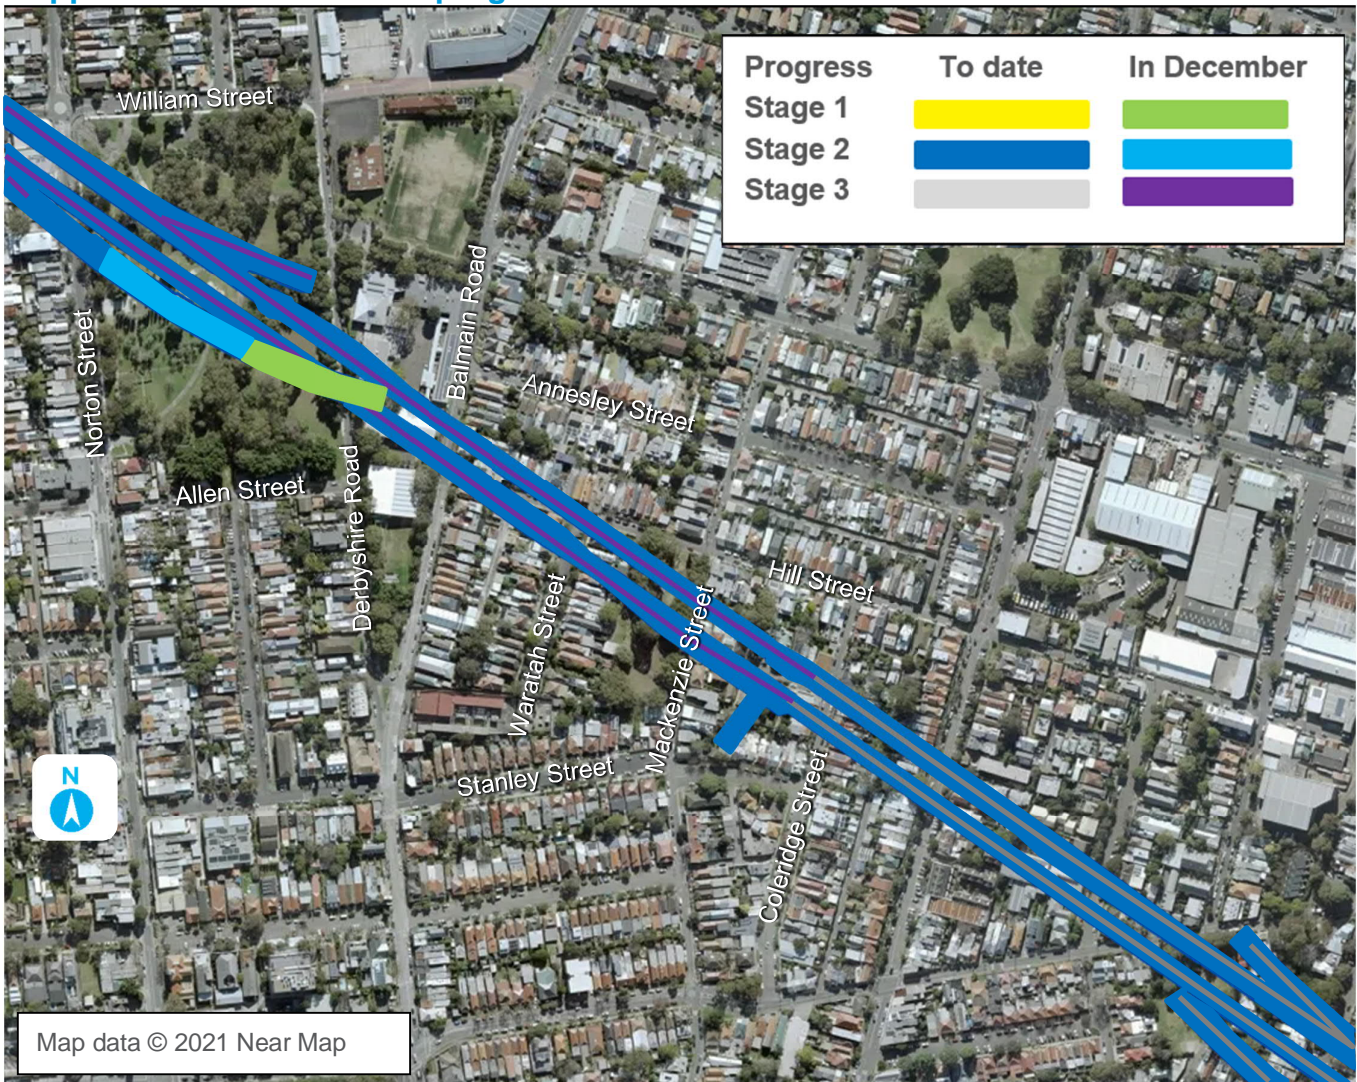 Progress To date In December
Stage 1
Stage 2
Stage 3
William Street
Balmain Road
Norton Street
Annesley Street
Allen Street
Derbyshire Road
Hill Street
Waratah Street
Mackenzie Street
Stanley Street
Coleridge Street
N
Map data © 2021 Near Map